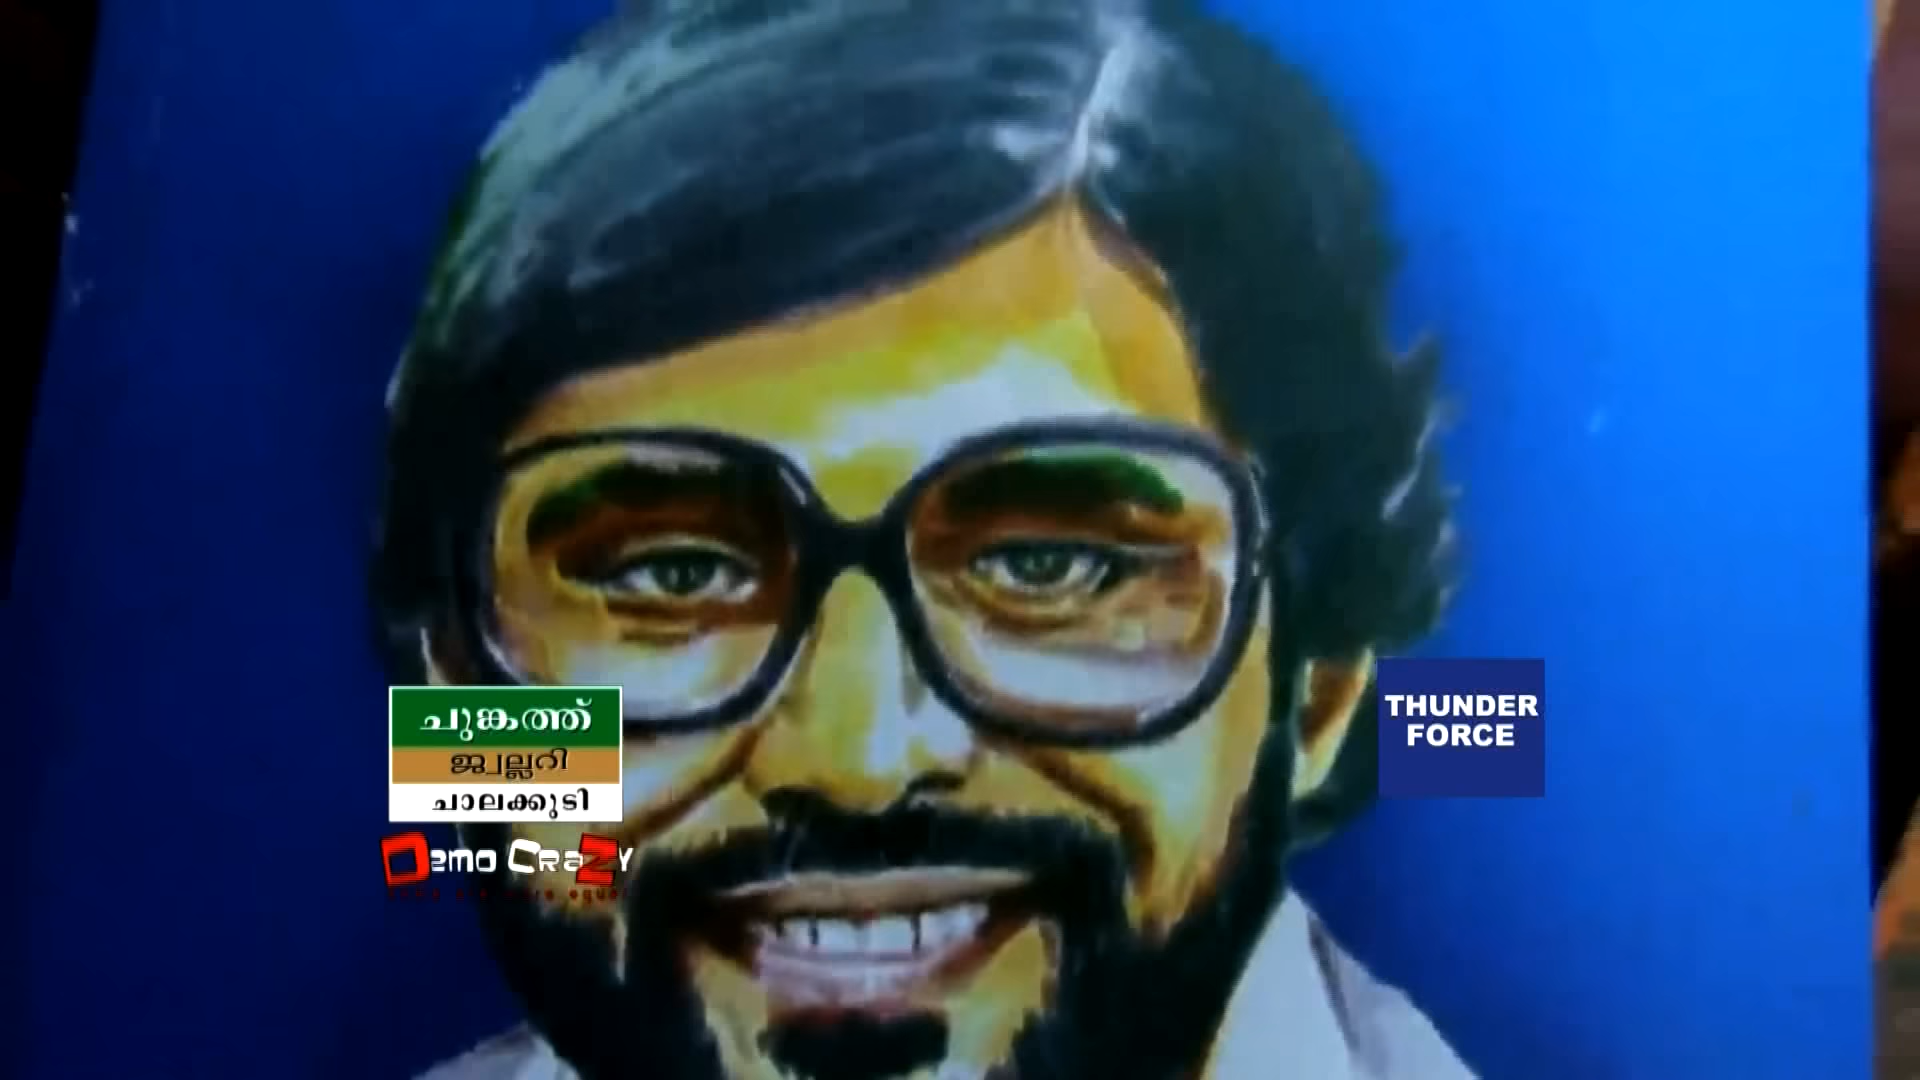 ചുങ്കത്ത്
ജ്വല്ലറി
ചാലക്കുടി
Demo CraZy
THUNDER
FORCE